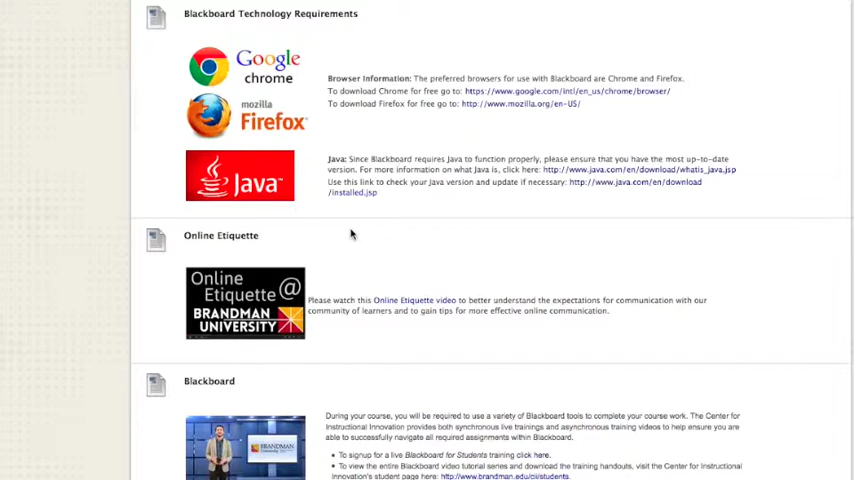 Blackboard Technology Requirements
Google
chrome
mozilla
Firefox
Browser Information: The preferred browsers for use with Blackboard are Chrome and Firefox.
To download Chrome for free go to: https://www.google.com/intl/en_us/chrome/browser/
To download Firefox for free go to: http://www.mozilla.org/en-US/
Java™
Java: Since Blackboard requires Java to function properly, please ensure that you have the most up-to-date
version. For more information on what Java is, click here: http://www.java.com/en/download/whatis_java.jsp
Use this link to check your Java version and update if necessary: http://www.java.com/en/download
/installed.jsp
Online Etiquette
Online
Etiquette @
BRANDMAN
UNIVERSITY
Please watch this Online Etiquette video to better understand the expectations for communication with our
community of learners and to gain tips for more effective online communication.
Blackboard
BRANDMAN
During your course, you will be required to use a variety of Blackboard tools to complete your course work. The Center for
Instructional Innovation provides both synchronous live trainings and asynchronous training videos to help ensure you are
able to successfully navigate all required assignments within Blackboard.
• To signup for a live Blackboard for Students training click here.
• To view the entire Blackboard video tutorial series and download the training handouts, visit the Center for Instructional
Innovation's student page here: http://www.brandman.edu/cii/students.